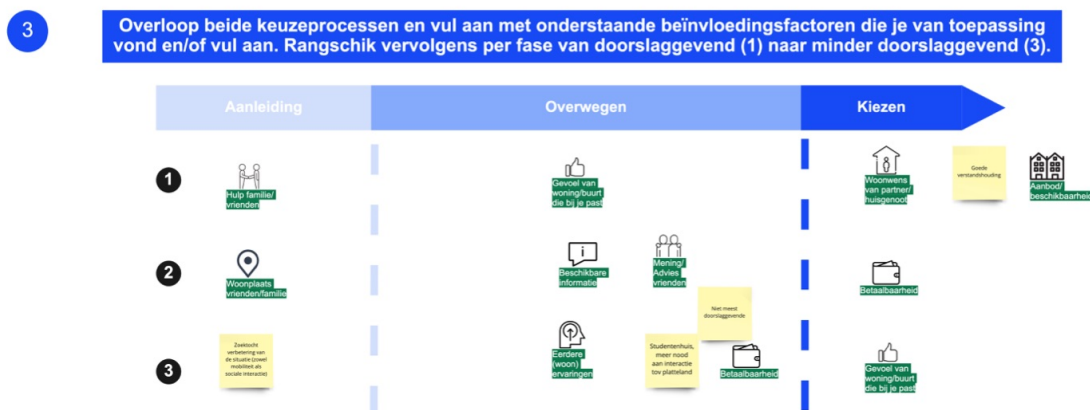 3
Overloop beide keuzeprocessen en vul aan met onderstaande beïnvloedingsfactoren die je van toepassing
vond en/of vul aan. Rangschik vervolgens per fase van doorslaggevend (1) naar minder doorslaggevend (3).
Aanleiding
Overwegen
Kiezen
1
Hulp familie/
vrienden
Gevoel van
woning/buurt
die bij je past
Woonwens
van partner/
huisgenoot
Goede
verstandshouding
Aanbod/
beschikbaarheid
2
Woonplaats
vrienden/familie
Beschikbare
informatie
Mening/
Advies
vrienden
Betaalbaarheid
Niet meest
doorslaggevende
3
Zoektocht
verbetering van
de situatie (zowel
mobiliteit als
sociale interactie)
Eerdere
(woon)
ervaringen
Studentenhuis,
meer nood
aan interactie
tov platteland
Betaalbaarheid
Gevoel van
woning/buurt
die bij je past